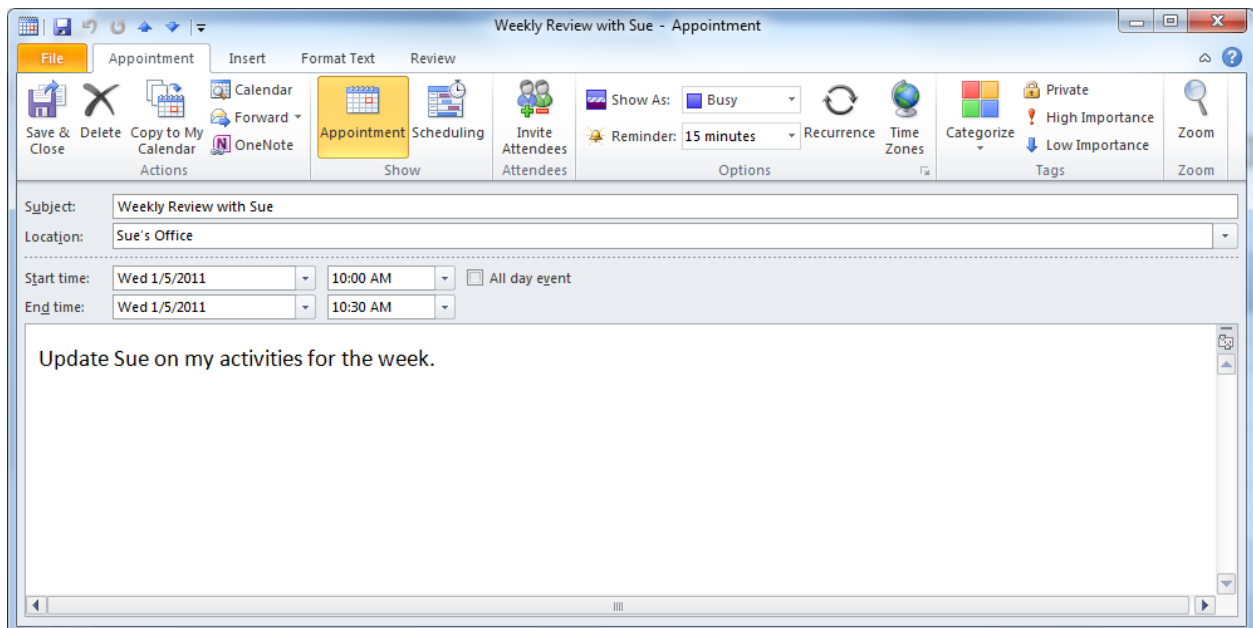 Weekly Review with Sue - Appointment
File Appointment Insert Format Text Review
Save & Close
Delete
Copy to My Calendar
Calendar
Forward
OneNote
Actions
Appointment
Scheduling
Show
Invite Attendees
Attendees
Show As: Busy
Reminder: 15 minutes
Recurrence
Time Zones
Options
Categorize
Private
High Importance
Low Importance
Tags
Zoom
Zoom
Subject: Weekly Review with Sue
Location: Sue's Office
Start time: Wed 1/5/2011 10:00 AM All day event
End time: Wed 1/5/2011 10:30 AM
Update Sue on my activities for the week.